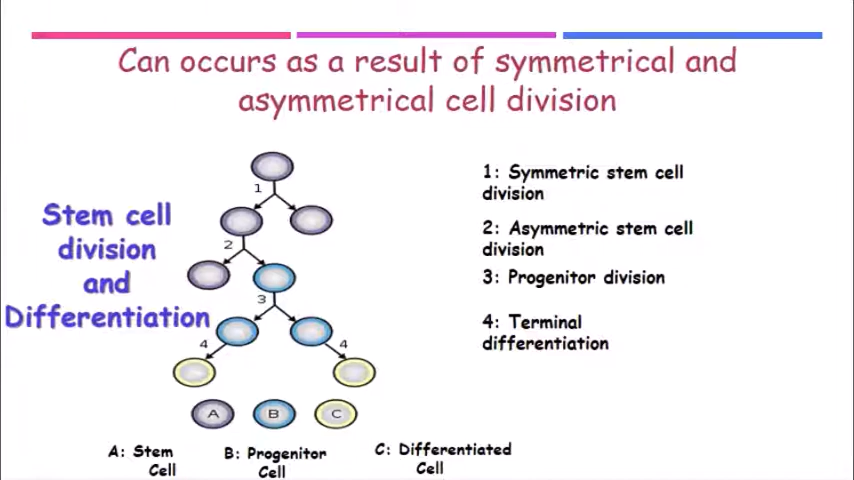 Can occurs as a result of symmetrical and
asymmetrical cell division
Stem cell
division
and
Differentiation
1
2
3
4
4
A
B
C
A: Stem
Cell
B: Progenitor
Cell
C: Differentiated
Cell
1: Symmetric stem cell
division
2: Asymmetric stem cell
division
3: Progenitor division
4: Terminal
differentiation